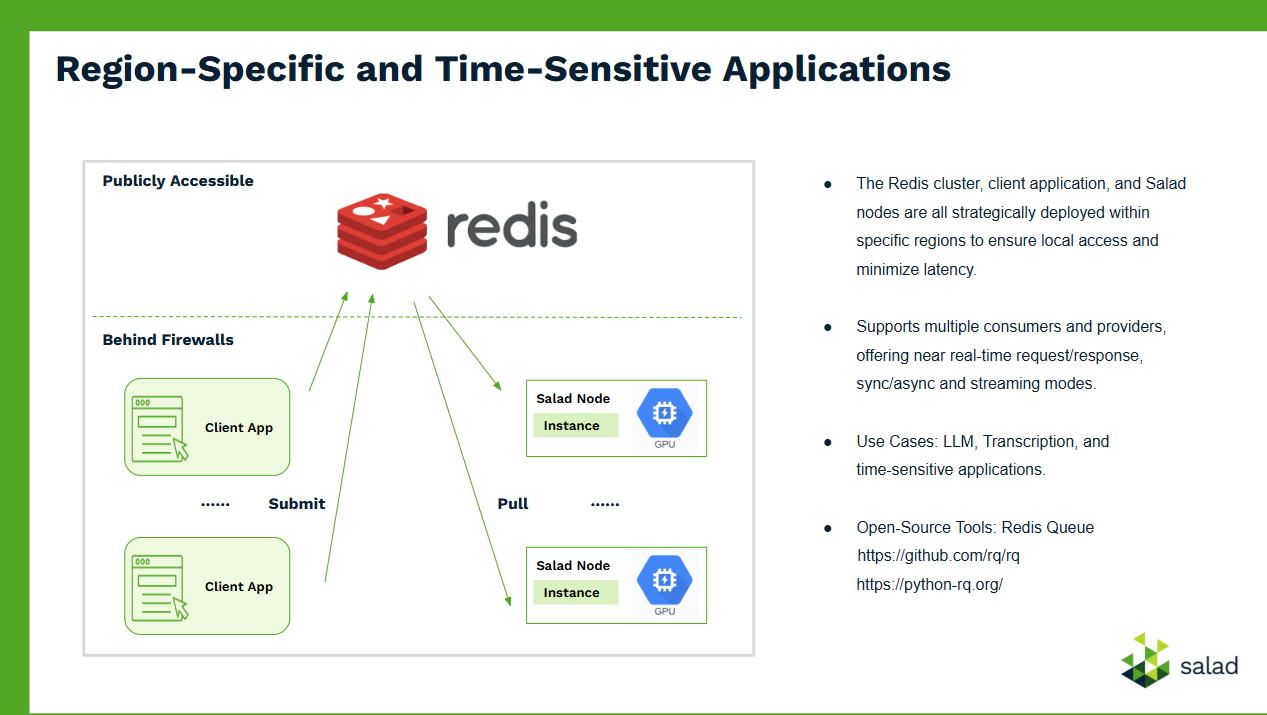 Region-Specific and Time-Sensitive Applications
Publicly Accessible
redis
Behind Firewalls
Client App
Salad Node
Instance
GPU
...... Submit
Pull ......
Client App
Salad Node
Instance
GPU
● The Redis cluster, client application, and Salad
nodes are all strategically deployed within
specific regions to ensure local access and
minimize latency.
● Supports multiple consumers and providers,
offering near real-time request/response,
sync/async and streaming modes.
● Use Cases: LLM, Transcription, and
time-sensitive applications.
● Open-Source Tools: Redis Queue
https://github.com/rq/rq
https://python-rq.org/
salad